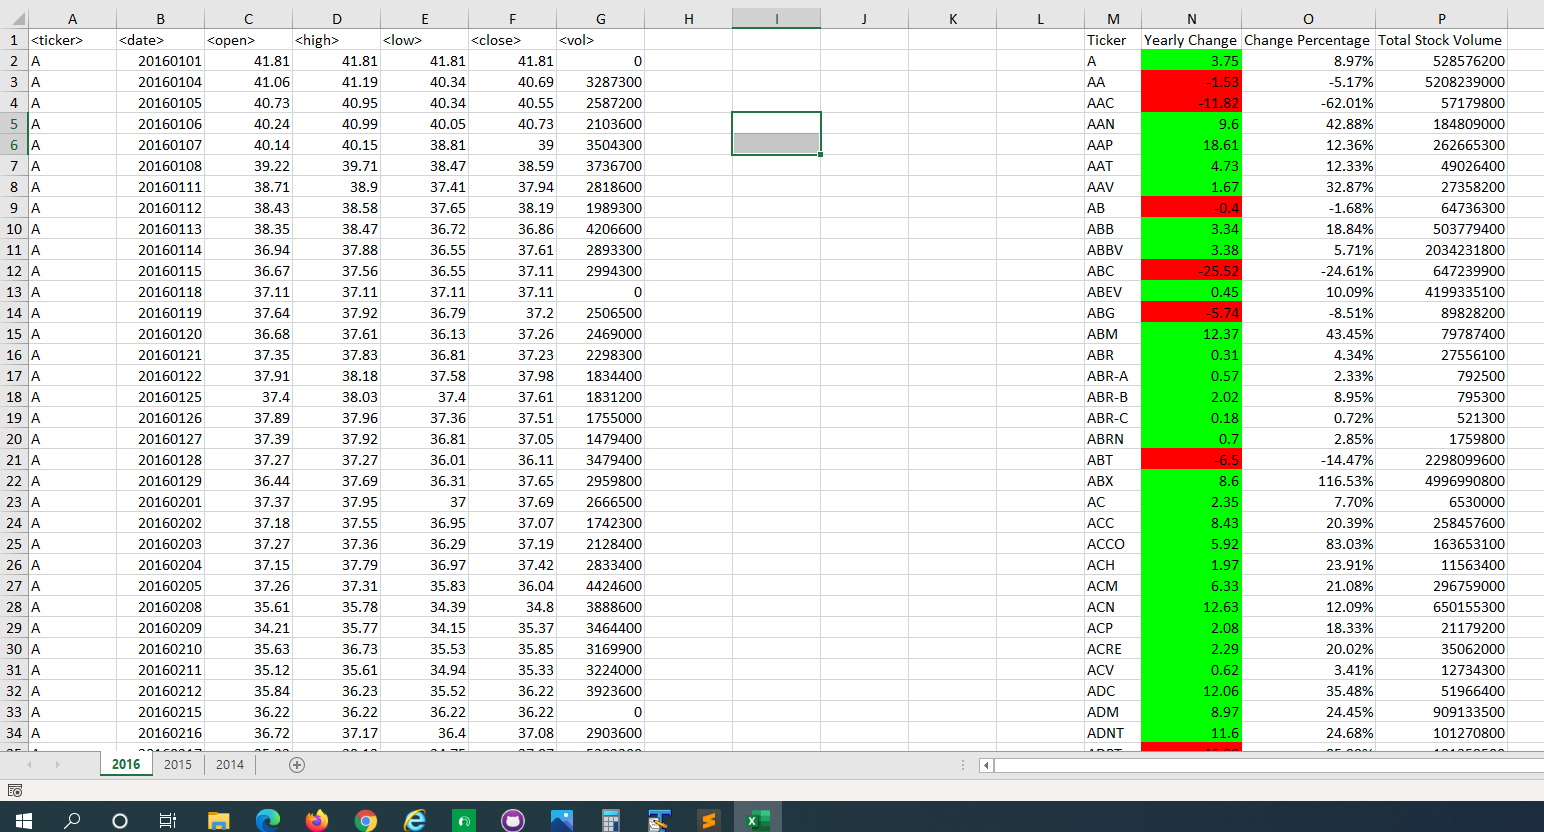 A B C D E F G H I J K L M N O P
1 <ticker> <date> <open> <high> <low> <close> <vol> Ticker Yearly Change Change Percentage Total Stock Volume
2 A 20160101 41.81 41.81 41.81 41.81 0 A 3.75 8.97% 528576200
3 A 20160104 41.06 41.19 40.34 40.69 3287300 AA -1.53 -5.17% 5208239000
4 A 20160105 40.73 40.95 40.34 40.55 2587200 AAC -11.82 -62.01% 57179800
5 A 20160106 40.24 40.99 40.05 40.73 2103600 AAN 9.6 42.88% 184809000
6 A 20160107 40.14 40.15 38.81 39 3504300 AAP 18.61 12.36% 262665300
7 A 20160108 39.22 39.71 38.47 38.59 3736700 AAT 4.73 12.33% 49026400
8 A 20160111 38.71 38.9 37.41 37.94 2818600 AAV 1.67 32.87% 27358200
9 A 20160112 38.43 38.58 37.65 38.19 1989300 AB -0.4 -1.68% 64736300
10 A 20160113 38.35 38.47 36.72 36.86 4206600 ABB 3.34 18.84% 503779400
11 A 20160114 36.94 37.88 36.55 37.61 2893300 ABBV 3.38 5.71% 2034231800
12 A 20160115 36.67 37.56 36.55 37.11 2994300 ABC -25.52 -24.61% 647239900
13 A 20160118 37.11 37.11 37.11 37.11 0 ABEV 0.45 10.09% 4199335100
14 A 20160119 37.64 37.92 36.79 37.2 2506500 ABG -5.74 -8.51% 89828200
15 A 20160120 36.68 37.61 36.13 37.26 2469000 ABM 12.37 43.45% 79787400
16 A 20160121 37.35 37.83 36.81 37.23 2298300 ABR 0.31 4.34% 27556100
17 A 20160122 37.91 38.18 37.58 37.98 1834400 ABR-A 0.57 2.33% 792500
18 A 20160125 37.4 38.03 37.4 37.61 1831200 ABR-B 2.02 8.95% 795300
19 A 20160126 37.89 37.96 37.36 37.51 1755000 ABR-C 0.18 0.72% 521300
20 A 20160127 37.39 37.92 36.81 37.05 1479400 ABRN 0.7 2.85% 1759800
21 A 20160128 37.27 37.27 36.01 36.11 3479400 ABT -6.5 -14.47% 2298099600
22 A 20160129 36.44 37.69 36.31 37.65 2959800 ABX 8.6 116.53% 4996990800
23 A 20160201 37.37 37.95 37 37.69 2666500 AC 2.35 7.70% 6530000
24 A 20160202 37.18 37.55 36.95 37.07 1742300 ACC 8.43 20.39% 258457600
25 A 20160203 37.27 37.36 36.29 37.19 2128400 ACCO 5.92 83.03% 163653100
26 A 20160204 37.15 37.79 36.97 37.42 2833400 ACH 1.97 23.91% 11563400
27 A 20160205 37.26 37.31 35.83 36.04 4424600 ACM 6.33 21.08% 296759000
28 A 20160208 35.61 35.78 34.39 34.8 3888600 ACN 12.63 12.09% 650155300
29 A 20160209 34.21 35.77 34.15 35.37 3464400 ACP 2.08 18.33% 21179200
30 A 20160210 35.63 36.73 35.53 35.85 3169900 ACRE 2.29 20.02% 35062000
31 A 20160211 35.12 35.61 34.94 35.33 3224000 ACV 0.62 3.41% 12734300
32 A 20160212 35.84 36.23 35.52 36.22 3923600 ADC 12.06 35.48% 51966400
33 A 20160215 36.22 36.22 36.22 36.22 0 ADM 8.97 24.45% 909133500
34 A 20160216 36.72 37.17 36.4 37.08 2903600 ADNT 11.6 24.68% 101270800
2016 2015 2014